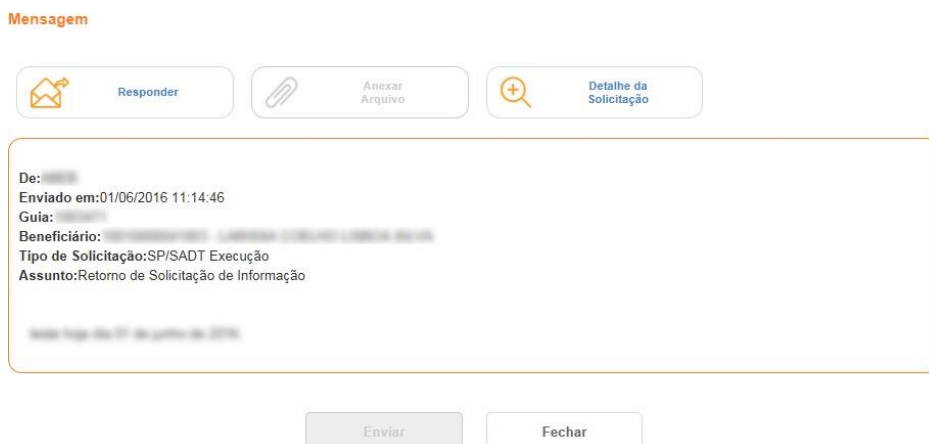 Mensagem
Responder
Anexar
Arquivo
Detalhe da
Solicitação
De:
Enviado em:01/06/2016 11:14:46
Guia:
Beneficiário:
Tipo de Solicitação:SP/SADT Execução
Assunto:Retorno de Solicitação de Informação
Enviar
Fechar